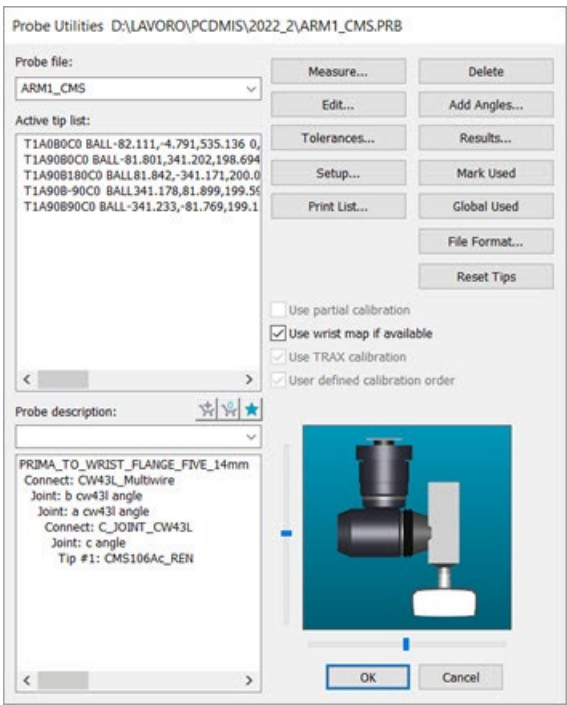 Probe Utilities D:\LAVORO\PCDMIS\2022_2\ARM1_CMS.PRB
Probe file:
ARM1_CMS
Measure...
Delete
Edit...
Add Angles...
Active tip list:
T1A0B0C0 BALL-82.111,-4.791,535.136 0,
T1A90B0C0 BALL-81.801,341.202,198.694
T1A90B180C0 BALL81.842,-341.171,200.0
T1A90B-90C0 BALL341.178,81.899,199.59
T1A90B90C0 BALL-341.233,-81.769,199.1
Tolerances...
Results...
Setup...
Mark Used
Print List...
Global Used
File Format...
Reset Tips
Use partial calibration
Use wrist map if available
Use TRAX calibration
User defined calibration order
Probe description:
PRIMA_TO_WRIST_FLANGE_FIVE_14mm
Connect: CW43L_Multiwire
Joint: b cw43l angle
Joint: a cw43l angle
Connect: C_JOINT_CW43L
Joint: c angle
Tip #1: CMS106Ac_REN
OK
Cancel